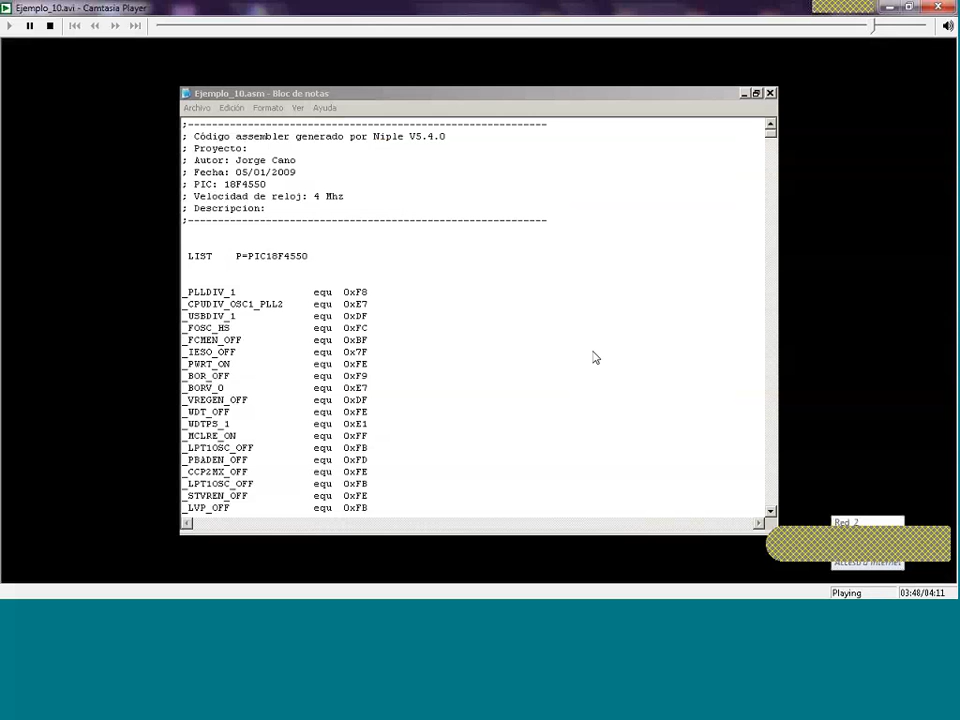 Ejemplo_10.avi - Camtasia Player
Ejemplo_10.asm - Bloc de notas
Archivo Edición Formato Ver Ayuda
;------------------------------------------------------------
; Código assembler generado por Niple V5.4.0
; Proyecto:
; Autor: Jorge Cano
; Fecha: 05/01/2009
; PIC: 18F4550
; Velocidad de reloj: 4 Mhz
; Descripcion:
;------------------------------------------------------------
LIST P=PIC18F4550
_PLLDIV_1 equ 0xF8
_CPUDIV_OSC1_PLL2 equ 0xE7
_USBDIV_1 equ 0xDF
_FOSC_HS equ 0xFC
_FCMEN_OFF equ 0xBF
_IESO_OFF equ 0x7F
_PWRT_ON equ 0xFE
_BOR_OFF equ 0xF9
_BORV_0 equ 0xE7
_VREGEN_OFF equ 0xDF
_WDT_OFF equ 0xFE
_WDTPS_1 equ 0xE1
_MCLRE_ON equ 0xFF
_LPT1OSC_OFF equ 0xFB
_PBADEN_OFF equ 0xFD
_CCP2MX_OFF equ 0xFE
_LPT1OSC_OFF equ 0xFB
_STVREN_OFF equ 0xFE
_LVP_OFF equ 0xFB
Red 2
Acceso a Internet
Playing
03:48/04:11